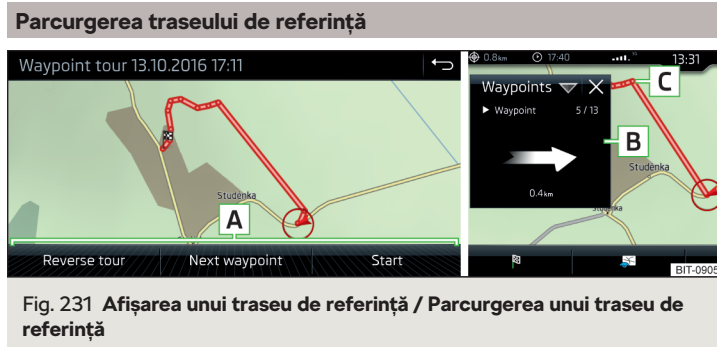 Parcurgerea traseului de referință
Waypoint tour 13.10.2016 17:11
Studénka
A
Reverse tour
Next waypoint
Start
0.8km
17:40
13:31
Waypoints
C
Waypoint 5 / 13
B
Studénka
0.4km
BIT-0905
Fig. 231 Afișarea unui traseu de referință / Parcurgerea unui traseu de
referință